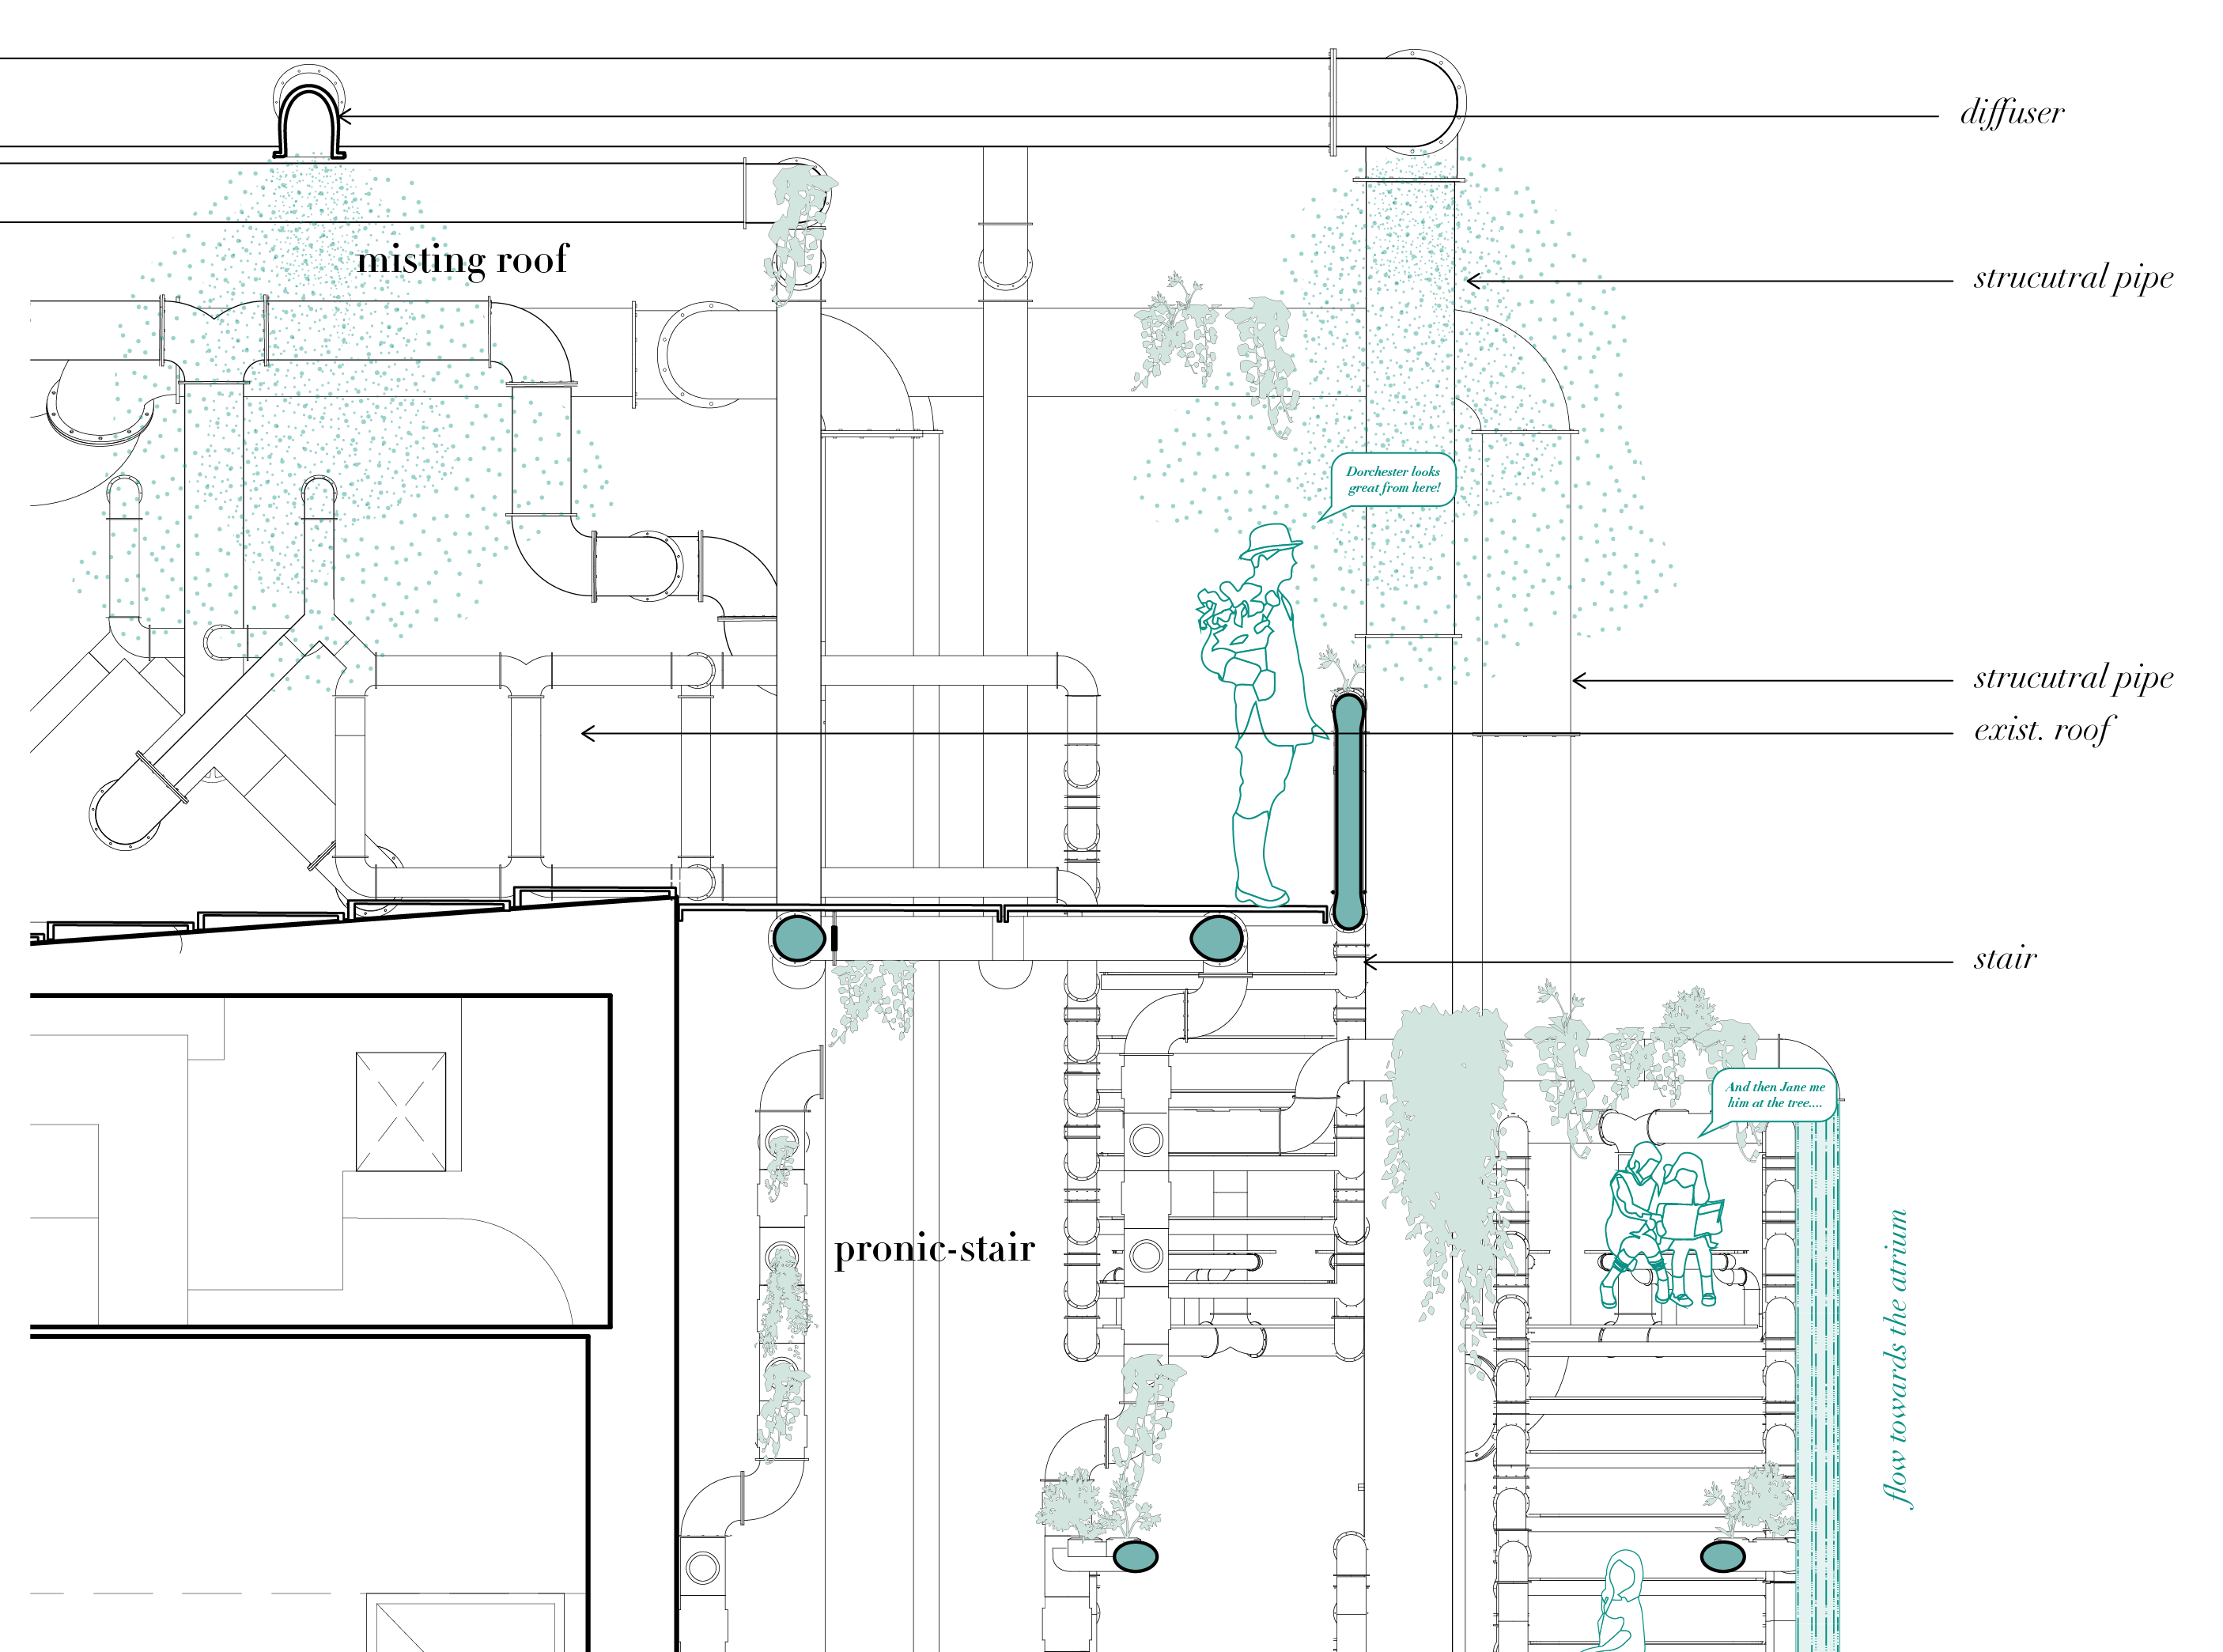 diffuser
misting roof
strucutral pipe
Dorchester looks
great from here!
strucutral pipe
exist. roof
stair
And then Jane me
him at the tree....
pronic-stair
flow towards the atrium